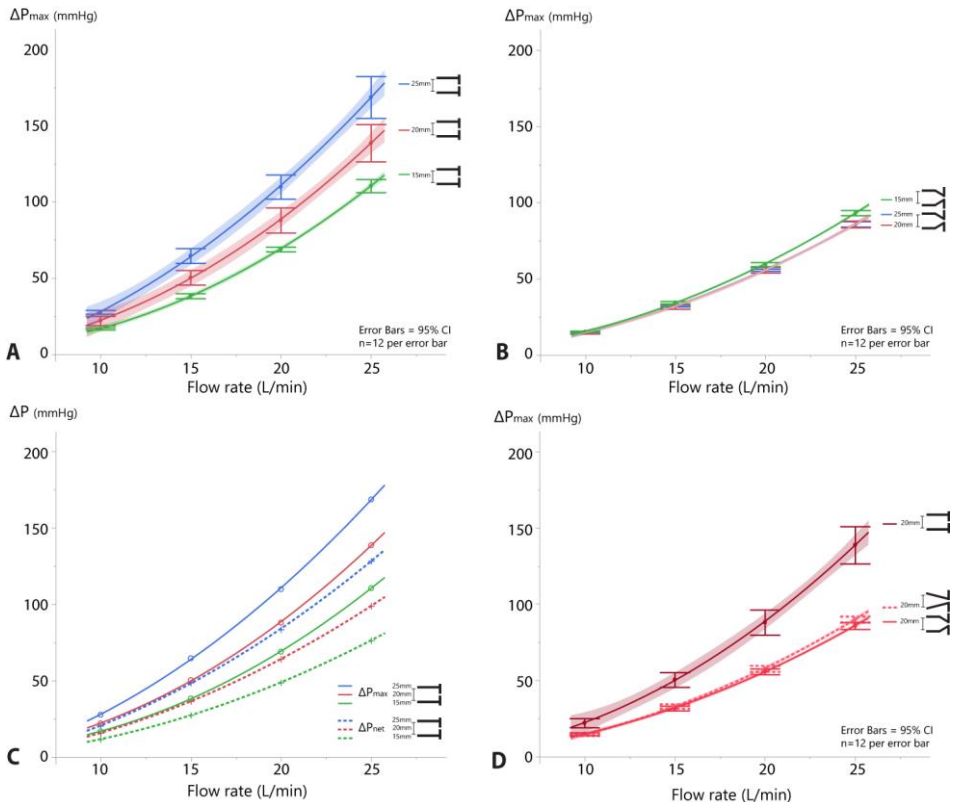 ΔPmax (mmHg)
200
150
100
50
0
25mm
20mm
15mm
Error Bars = 95% CI
n=12 per error bar
A
10 15 20 25
Flow rate (L/min)
ΔPmax (mmHg)
200
150
100
50
0
15mm
25mm
20mm
Error Bars = 95% CI
n=12 per error bar
B
10 15 20 25
Flow rate (L/min)
ΔP (mmHg)
200
150
100
50
0
ΔPmax
25mm
20mm
15mm
ΔPnet
25mm
20mm
15mm
C
10 15 20 25
Flow rate (L/min)
ΔPmax (mmHg)
200
150
100
50
0
20mm
20mm
20mm
Error Bars = 95% CI
n=12 per error bar
D
10 15 20 25
Flow rate (L/min)